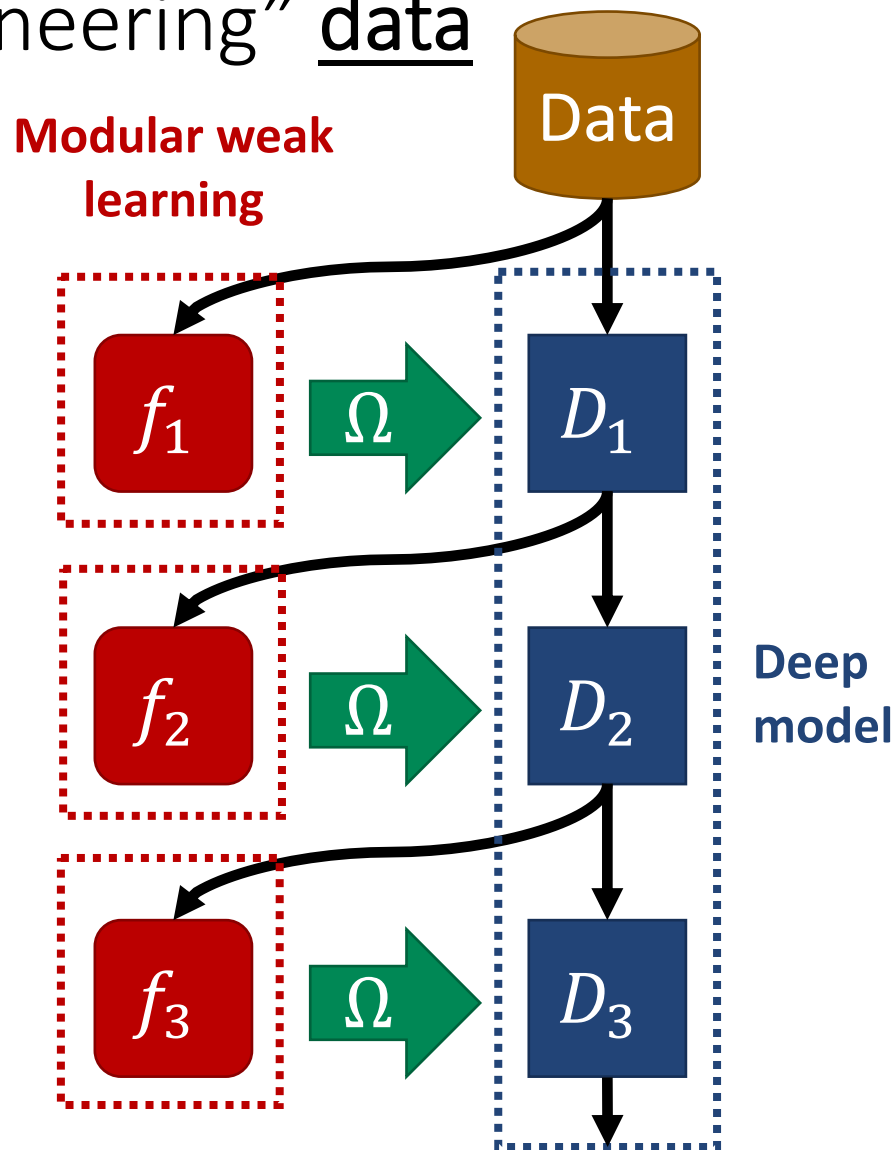 neering” data
Data
Modular weak
learning
f₁
Ω
D₁
f₂
Ω
D₂
Deep
model
f₃
Ω
D₃